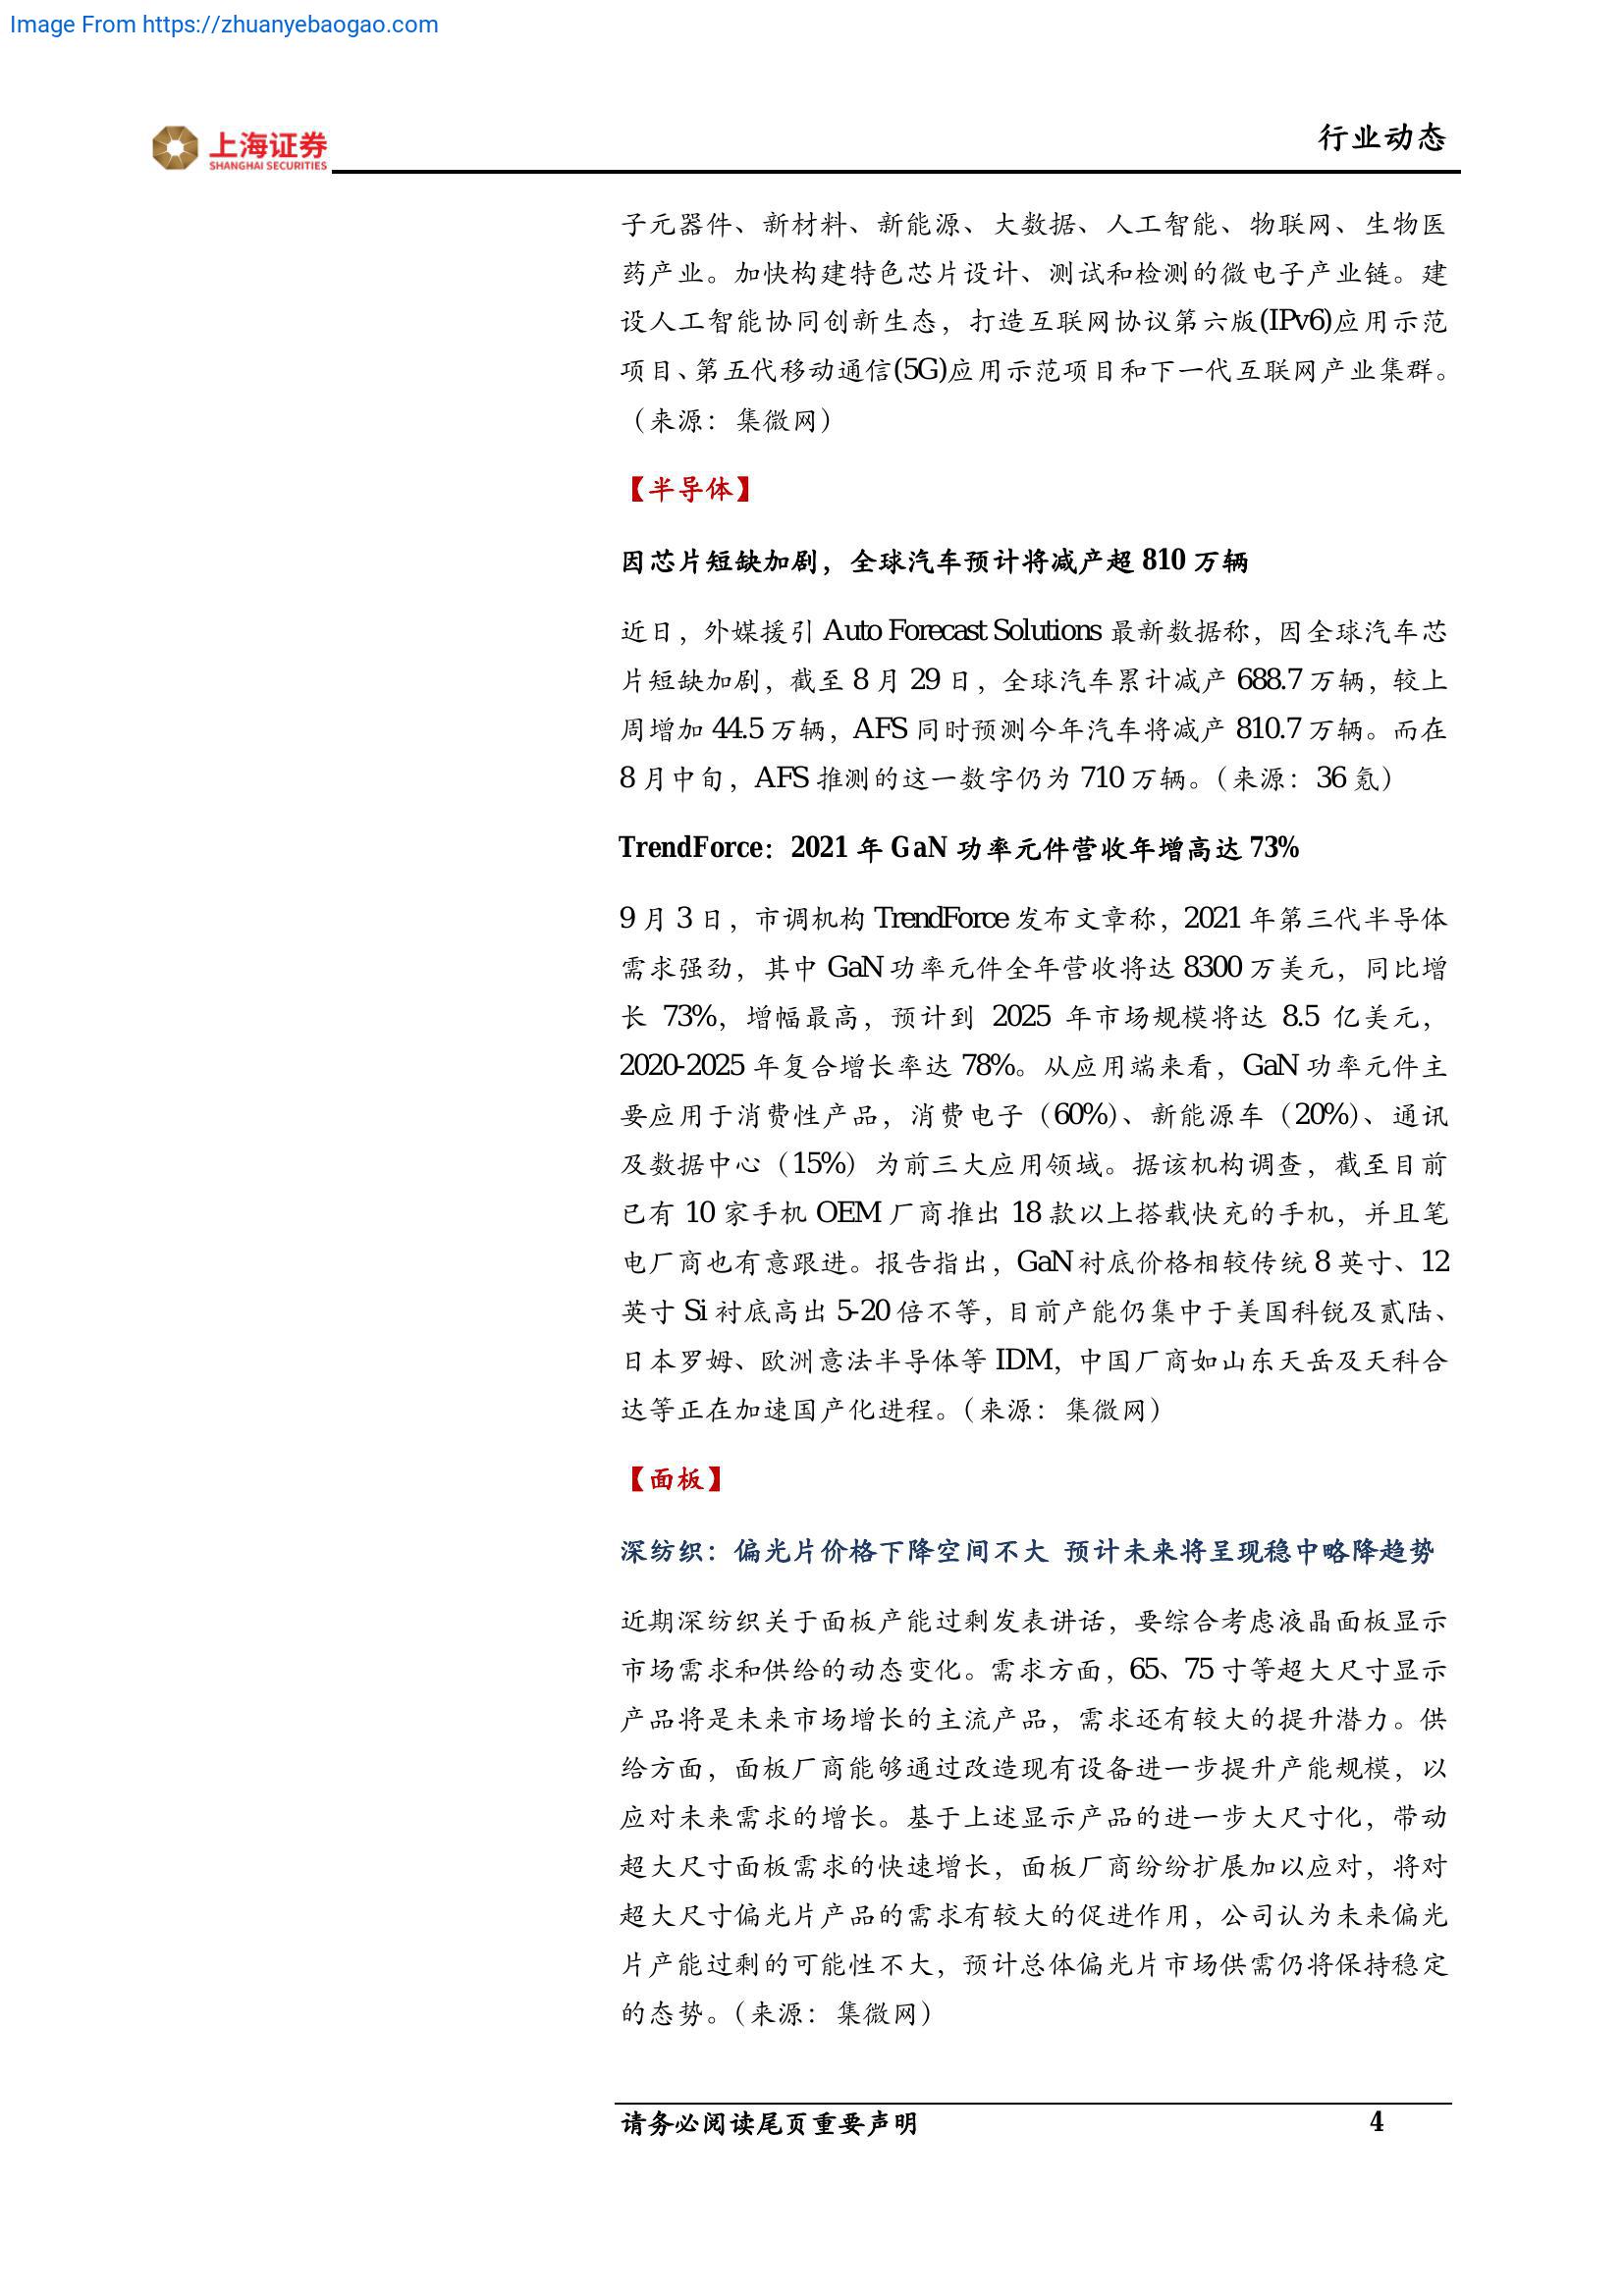 Image From https://zhuanyebaogao.com
上海证券
SHANGHAI SECURITIES
行业动态
子元器件、新材料、新能源、大数据、人工智能、物联网、生物医
药产业。加快构建特色芯片设计、测试和检测的微电子产业链。建
设人工智能协同创新生态，打造互联网协议第六版(IPv6)应用示范
项目、第五代移动通信(5G)应用示范项目和下一代互联网产业集群。
（来源：集微网）
【半导体】
因芯片短缺加剧，全球汽车预计将减产超 810 万辆
近日，外媒援引 Auto Forecast Solutions 最新数据称，因全球汽车芯
片短缺加剧，截至 8 月 29 日，全球汽车累计减产 688.7 万辆，较上
周增加 44.5 万辆，AFS 同时预测今年汽车将减产 810.7 万辆。而在
8 月中旬，AFS 推测的这一数字仍为 710 万辆。（来源：36 氪）
TrendForce：2021 年 GaN 功率元件营收年增高达 73%
9 月 3 日，市调机构 TrendForce 发布文章称，2021 年第三代半导体
需求强劲，其中 GaN 功率元件全年营收将达 8300 万美元，同比增
长 73%，增幅最高，预计到 2025 年市场规模将达 8.5 亿美元，
2020-2025 年复合增长率达 78%。从应用端来看，GaN 功率元件主
要应用于消费性产品，消费电子（60%）、新能源车（20%）、通讯
及数据中心（15%）为前三大应用领域。据该机构调查，截至目前
已有 10 家手机 OEM 厂商推出 18 款以上搭载快充的手机，并且笔
电厂商也有意跟进。报告指出，GaN 衬底价格相较传统 8 英寸、12
英寸 Si 衬底高出 5-20 倍不等，目前产能仍集中于美国科锐及贰陆、
日本罗姆、欧洲意法半导体等 IDM，中国厂商如山东天岳及天科合
达等正在加速国产化进程。（来源：集微网）
【面板】
深纺织：偏光片价格下降空间不大 预计未来将呈现稳中略降趋势
近期深纺织关于面板产能过剩发表讲话，要综合考虑液晶面板显示
市场需求和供给的动态变化。需求方面，65、75 寸等超大尺寸显示
产品将是未来市场增长的主流产品，需求还有较大的提升潜力。供
给方面，面板厂商能够通过改造现有设备进一步提升产能规模，以
应对未来需求的增长。基于上述显示产品的进一步大尺寸化，带动
超大尺寸面板需求的快速增长，面板厂商纷纷扩展加以应对，将对
超大尺寸偏光片产品的需求有较大的促进作用，公司认为未来偏光
片产能过剩的可能性不大，预计总体偏光片市场供需仍将保持稳定
的态势。（来源：集微网）
请务必阅读尾页重要声明 4